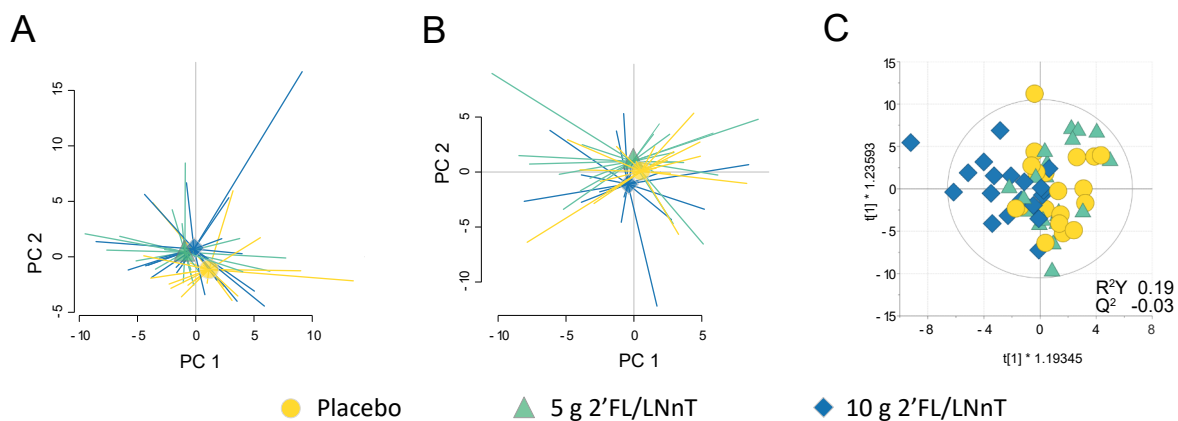 A
B
C
15
10
5
0
-5
PC 2
-10
-5
0
5
10
PC 1
5
0
-5
-10
PC 2
-10
-5
0
5
PC 1
15
10
5
0
-5
-10
-15
t[1] * 1.23593
R²Y 0.19
Q² -0.03
-8
-4
0
4
8
t[1] * 1.19345
Placebo
5 g 2’FL/LNnT
10 g 2’FL/LNnT